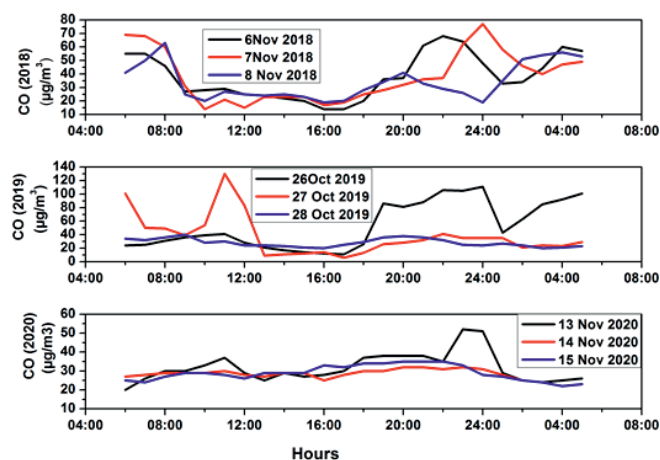 CO (2018)
(µg/m³)
80
70
60
50
40
30
20
10
6Nov 2018
7Nov 2018
8 Nov 2018
04:00 08:00 12:00 16:00 20:00 24:00 04:00 08:00
CO (2019)
(µg/m³)
140
120
100
80
60
40
20
0
26Oct 2019
27 Oct 2019
28 Oct 2019
04:00 08:00 12:00 16:00 20:00 24:00 04:00 08:00
CO (2020)
(µg/m3)
60
50
40
30
20
10
13 Nov 2020
14 Nov 2020
15 Nov 2020
04:00 08:00 12:00 16:00 20:00 24:00 04:00 08:00
Hours